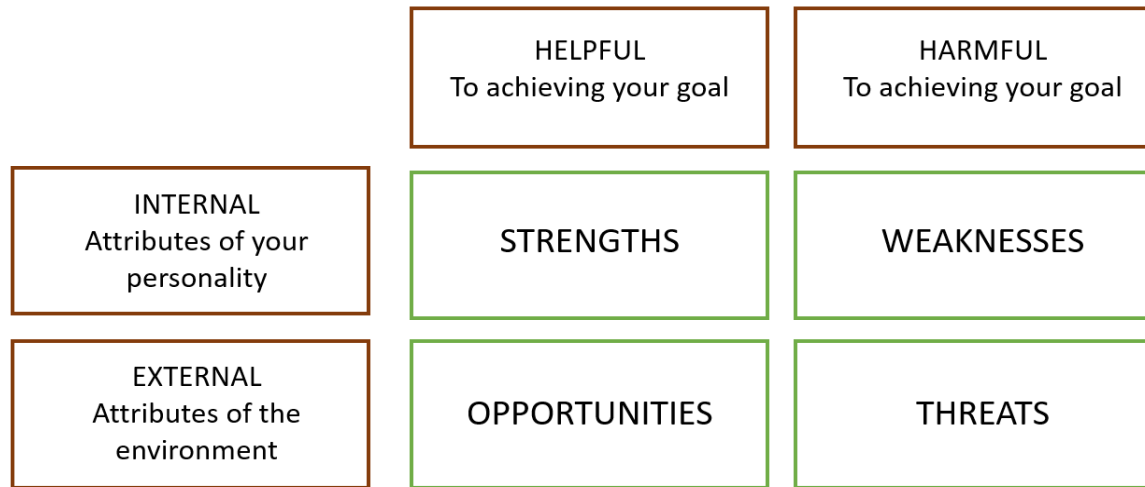 HELPFUL
To achieving your goal
HARMFUL
To achieving your goal
INTERNAL
Attributes of your
personality
STRENGTHS
WEAKNESSES
EXTERNAL
Attributes of the
environment
OPPORTUNITIES
THREATS